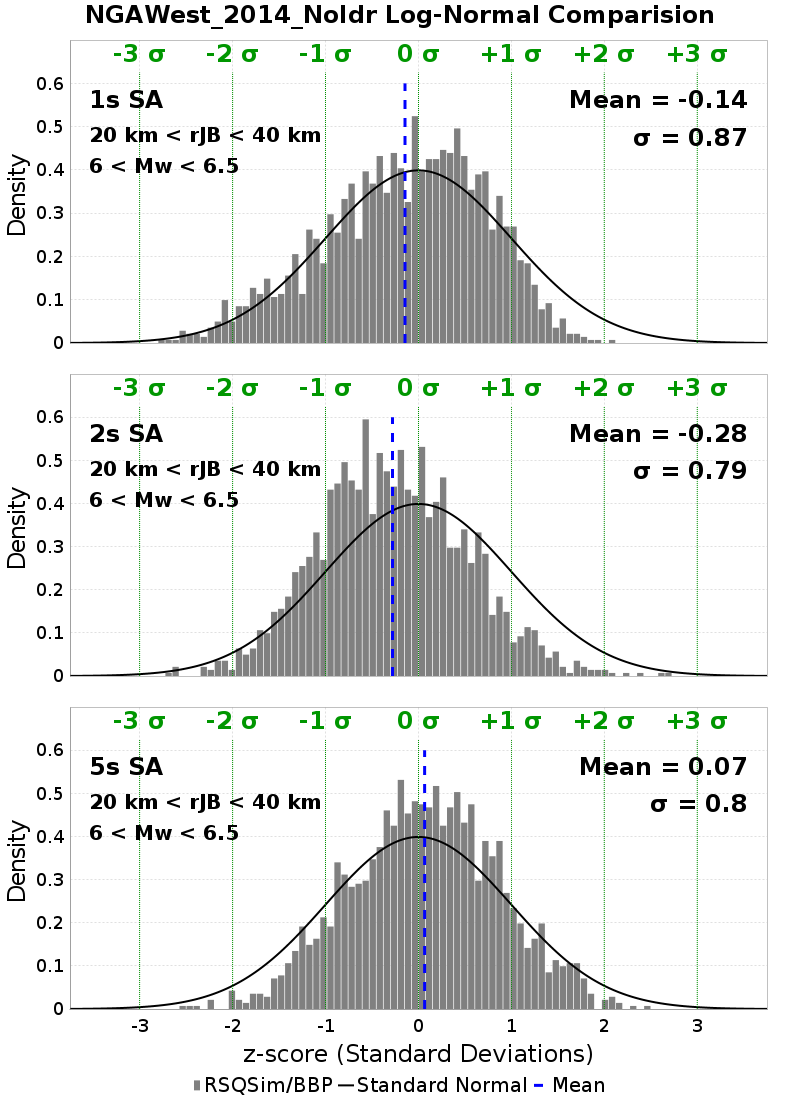 NGAWest_2014_NoIdr Log-Normal Comparision
-3 σ -2 σ -1 σ 0 σ +1 σ +2 σ +3 σ
1s SA
Mean = -0.14
20 km < rJB < 40 km
σ = 0.87
6 < Mw < 6.5
0.6
0.5
0.4
0.3
0.2
0.1
0
Density
-3 σ -2 σ -1 σ 0 σ +1 σ +2 σ +3 σ
2s SA
Mean = -0.28
20 km < rJB < 40 km
σ = 0.79
6 < Mw < 6.5
0.6
0.5
0.4
0.3
0.2
0.1
0
Density
-3 σ -2 σ -1 σ 0 σ +1 σ +2 σ +3 σ
5s SA
Mean = 0.07
20 km < rJB < 40 km
σ = 0.8
6 < Mw < 6.5
0.6
0.5
0.4
0.3
0.2
0.1
0
Density
-3 -2 -1 0 1 2 3
z-score (Standard Deviations)
RSQSim/BBP Standard Normal Mean